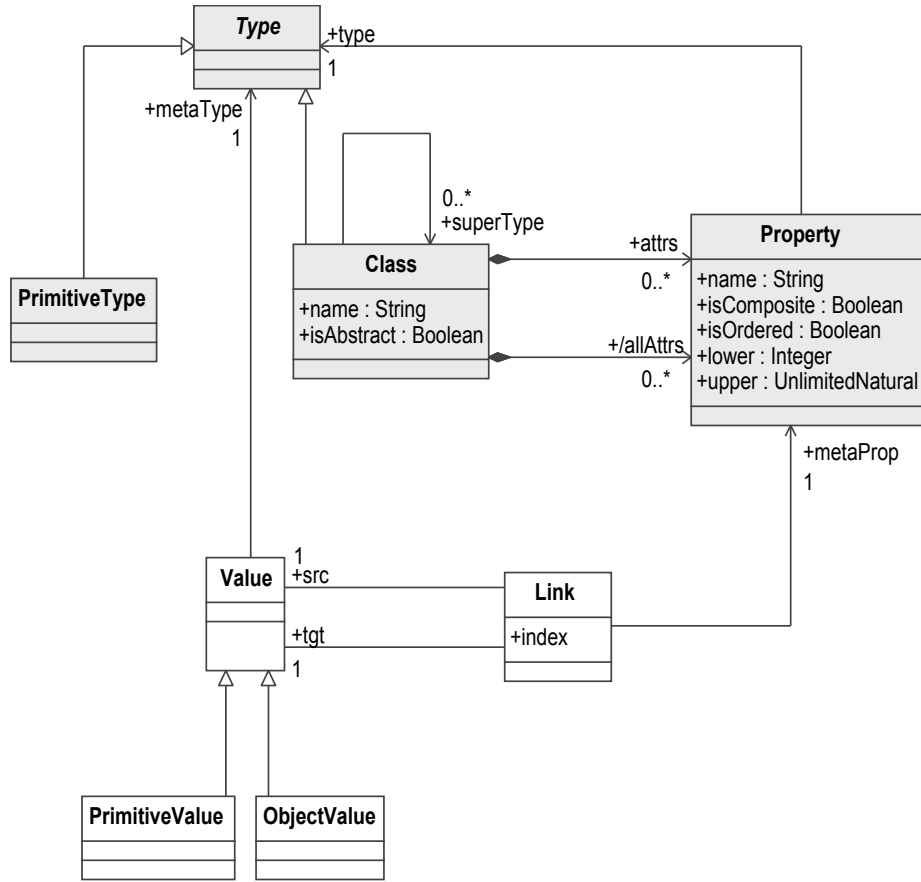 Type
+type
1
+metaType
1
0..*
+superType
Class
+name : String
+isAbstract : Boolean
+attrs
0..*
+/allAttrs
0..*
Property
+name : String
+isComposite : Boolean
+isOrdered : Boolean
+lower : Integer
+upper : UnlimitedNatural
PrimitiveType
+metaProp
1
Value
1
+src
+tgt
1
Link
+index
PrimitiveValue
ObjectValue